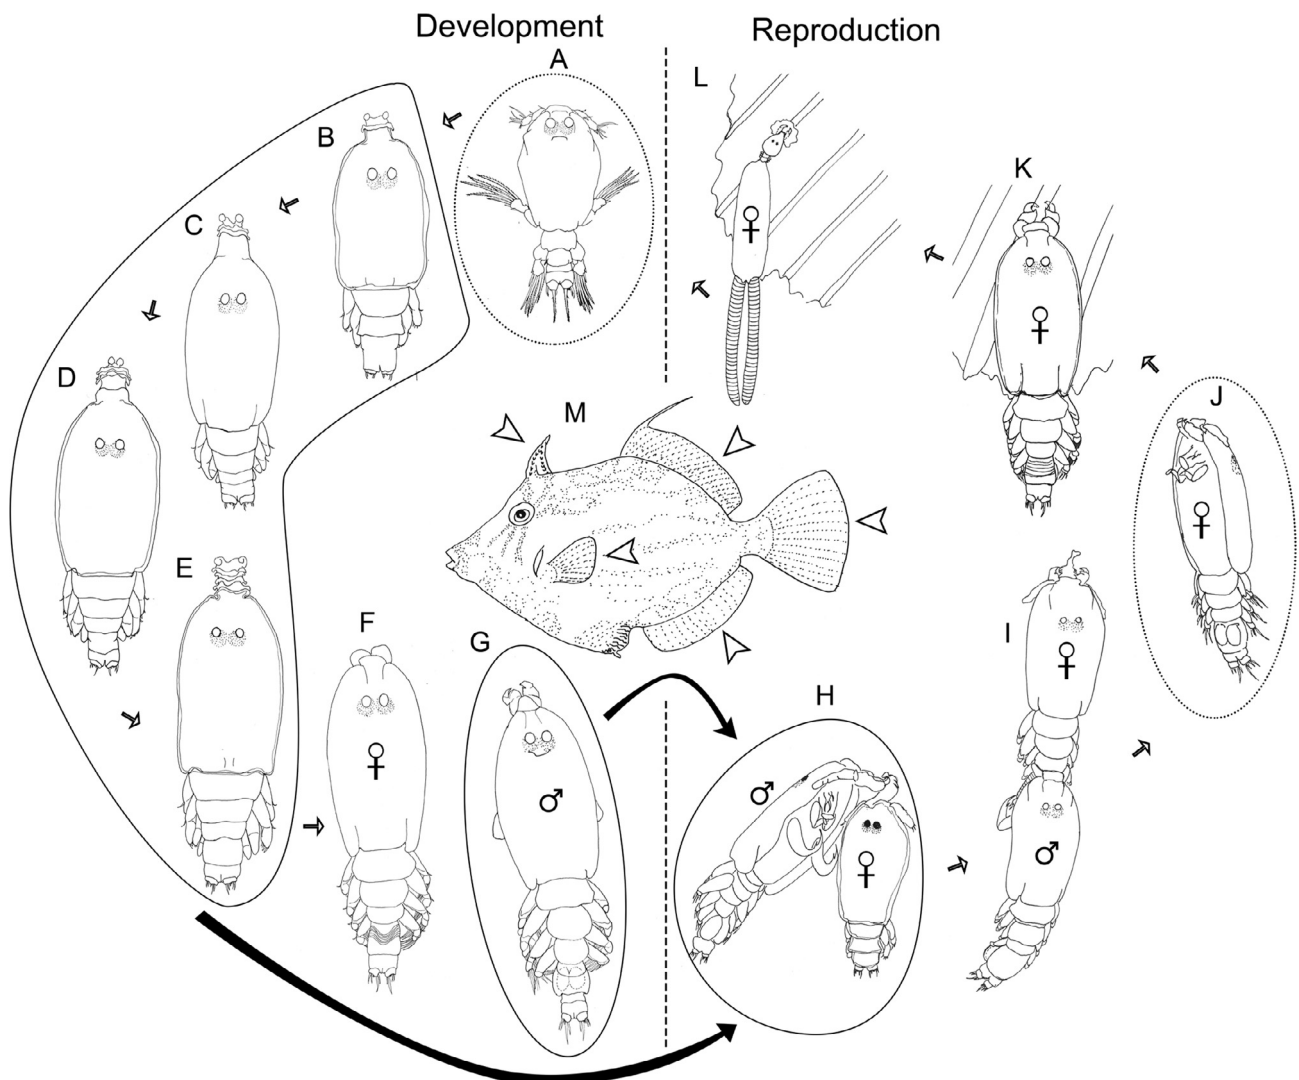 Development
Reproduction
A
L
B
K
C
D
J
M
E
F
G
I
H
♀
♀
♀
♀
♀
♂
♂
♀
♂